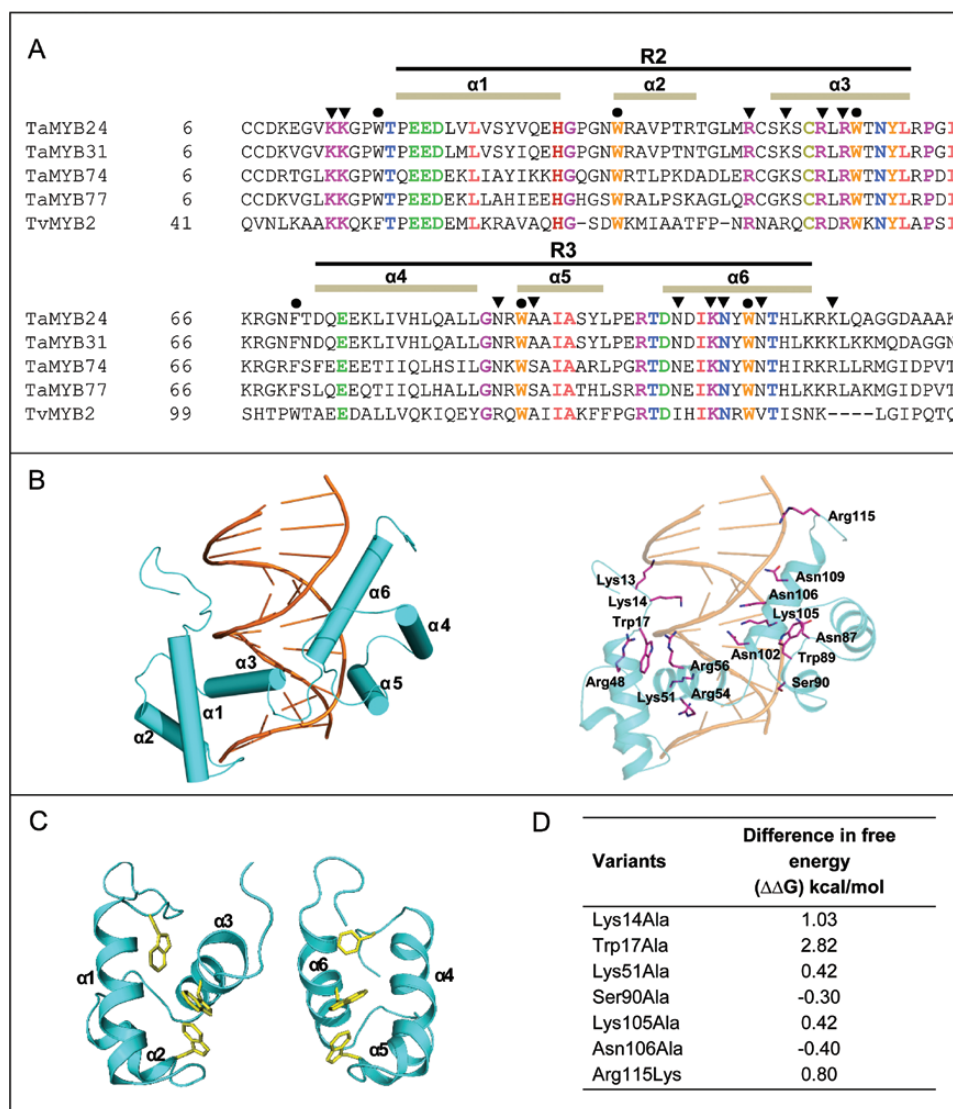 A
R2
α1 α2 α3
TaMYB24 6 CCDKEGVKKGPWTPEEDLVLVSYVQEHGPGNWRAVPTRTGLMRCSKSCRLRWTNYLRPGI
TaMYB31 6 CCDKVGVKKGPWTPEEDLMLVSYIQEHGPGNWRAVPTNTGLMRCSKSCRLRWTNYLRPGI
TaMYB74 6 CCDRTGLKKGPWTQEEDEKLIAYIKKHGQGNWRTLPKDADLERCGKSCRLRWTNYLRPDI
TaMYB77 6 CCDKVGLKKGPWTPEEDEKLLAHIEEHGHGSWRALPSKAGLQRCGKSCRLRWTNYLRPDI
TvMYB2 41 QVNLKAAKKQKFTPEEDEMLKRAVAQHG-SDWKMIAATFP-NRNARQCRDRWKNYLAPSI
R3
α4 α5 α6
TaMYB24 66 KRGNFTDQEEKLIVHLQALLGNRWAAIASYLPERTDNDIKNYWNTHLKRKLQAGGDAAAK
TaMYB31 66 KRGNFNDQEEKLIVHLQALLGNRWAAIASYLPERTDNDIKNYWNTHLKKKLKKMQDAGGN
TaMYB74 66 KRGKFSFEEEETIIQLHSILGNKWSAIAARLPGRTDNEIKNYWNTHIRKRLLRMGIDPVT
TaMYB77 66 KRGKFSLQEEQTIIQLHALLGNRWSAIATHLSRRTDNEIKNYWNTHLKKRLAKMGIDPVT
TvMYB2 99 SHTPWTAEEDALLVQKIQEYGRQWAIIAKFFPGRTDIHIKNRWVTISNK----LGIPQTQ
B
α6
α4
α3
α5
α1
α2
Arg115
Lys13
Asn109
Lys14
Asn106
Lys105
Trp17
Asn87
Asn102
Trp89
Arg56
Arg48
Ser90
Lys51
Arg54
C
α3
α1
α6
α4
α2
α5
D
Variants
Difference in free energy
(ΔΔG) kcal/mol
Lys14Ala 1.03
Trp17Ala 2.82
Lys51Ala 0.42
Ser90Ala -0.30
Lys105Ala 0.42
Asn106Ala -0.40
Arg115Lys 0.80